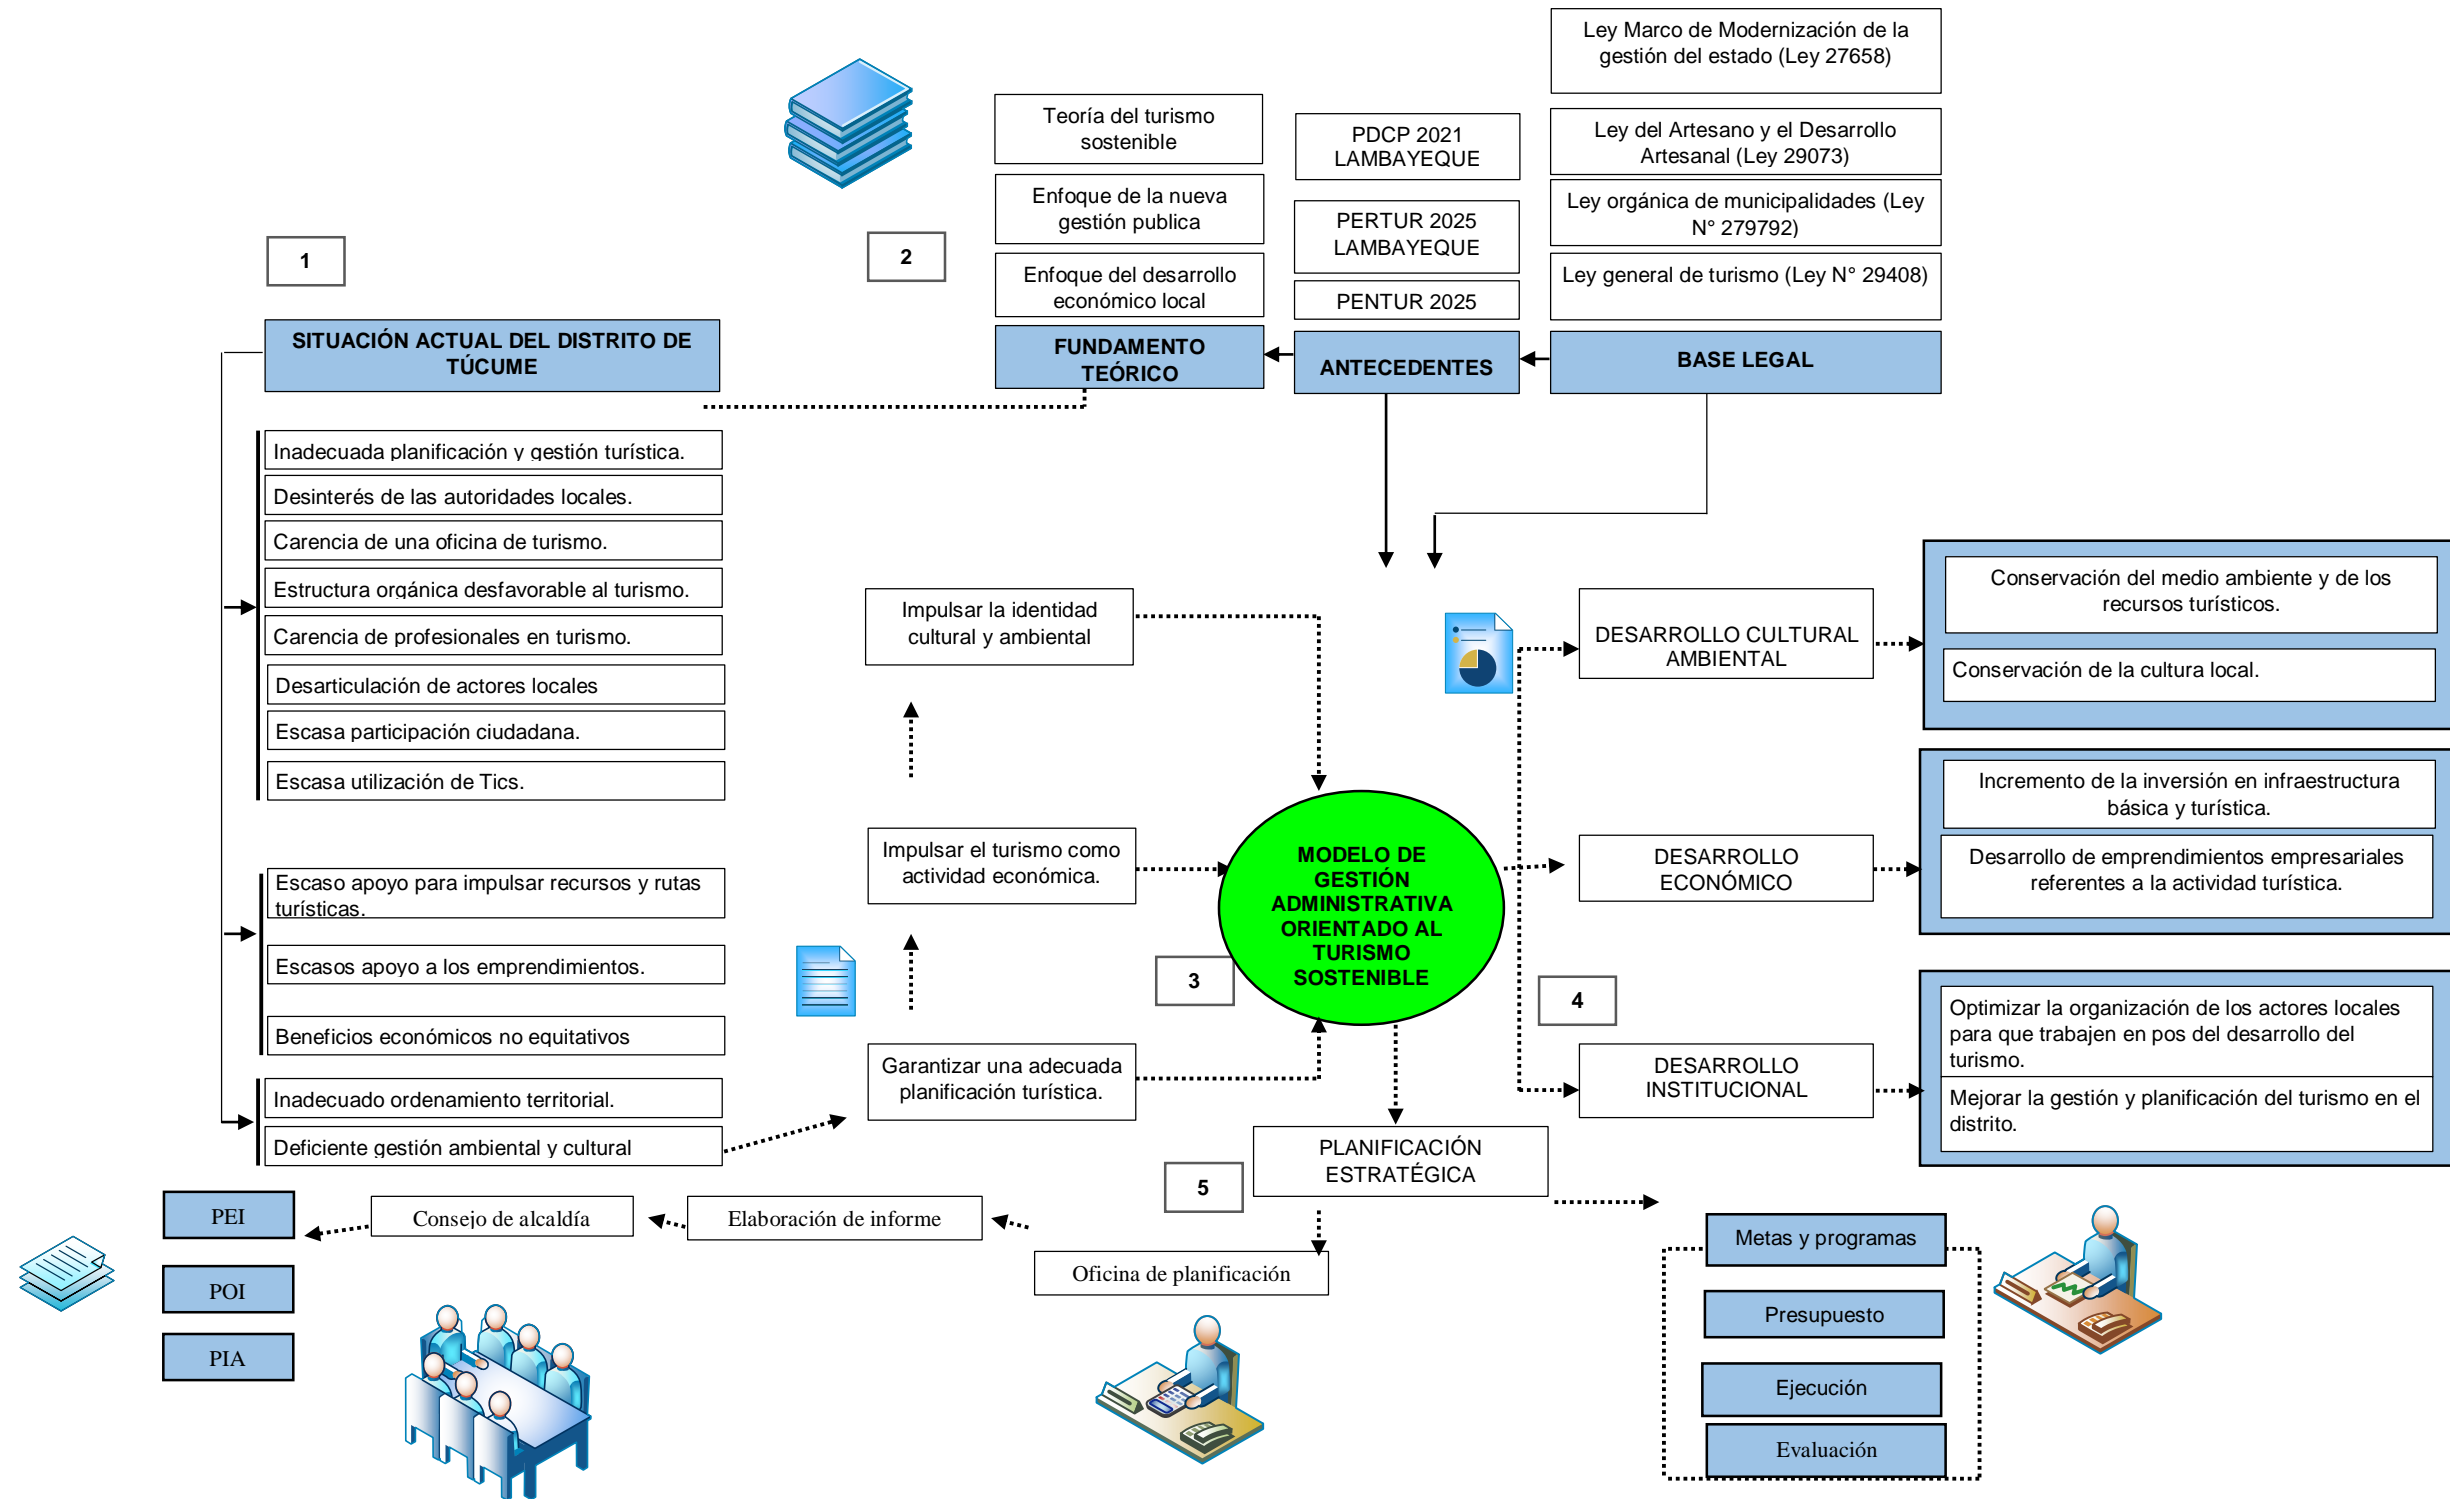 1
SITUACIÓN ACTUAL DEL DISTRITO DE
TÚCUME
Inadecuada planificación y gestión turística.
Desinterés de las autoridades locales.
Carencia de una oficina de turismo.
Estructura orgánica desfavorable al turismo.
Carencia de profesionales en turismo.
Desarticulación de actores locales
Escasa participación ciudadana.
Escasa utilización de Tics.
Escaso apoyo para impulsar recursos y rutas
turísticas.
Escasos apoyo a los emprendimientos.
Beneficios económicos no equitativos
Inadecuado ordenamiento territorial.
Deficiente gestión ambiental y cultural
2
Teoría del turismo
sostenible
Enfoque de la nueva
gestión publica
Enfoque del desarrollo
económico local
FUNDAMENTO
TEÓRICO
PDCP 2021
LAMBAYEQUE
PERTUR 2025
LAMBAYEQUE
PENTUR 2025
ANTECEDENTES
Ley Marco de Modernización de la
gestión del estado (Ley 27658)
Ley del Artesano y el Desarrollo
Artesanal (Ley 29073)
Ley orgánica de municipalidades (Ley
N° 279792)
Ley general de turismo (Ley N° 29408)
BASE LEGAL
Impulsar la identidad
cultural y ambiental
Impulsar el turismo como
actividad económica.
Garantizar una adecuada
planificación turística.
3
MODELO DE
GESTIÓN
ADMINISTRATIVA
ORIENTADO AL
TURISMO
SOSTENIBLE
4
DESARROLLO CULTURAL
AMBIENTAL
Conservación del medio ambiente y de los
recursos turísticos.
Conservación de la cultura local.
DESARROLLO
ECONÓMICO
Incremento de la inversión en infraestructura
básica y turística.
Desarrollo de emprendimientos empresariales
referentes a la actividad turística.
DESARROLLO
INSTITUCIONAL
Optimizar la organización de los actores locales
para que trabajen en pos del desarrollo del
turismo.
Mejorar la gestión y planificación del turismo en el
distrito.
5
PLANIFICACIÓN
ESTRATÉGICA
Oficina de planificación
Elaboración de informe
Consejo de alcaldía
PEI
POI
PIA
Metas y programas
Presupuesto
Ejecución
Evaluación